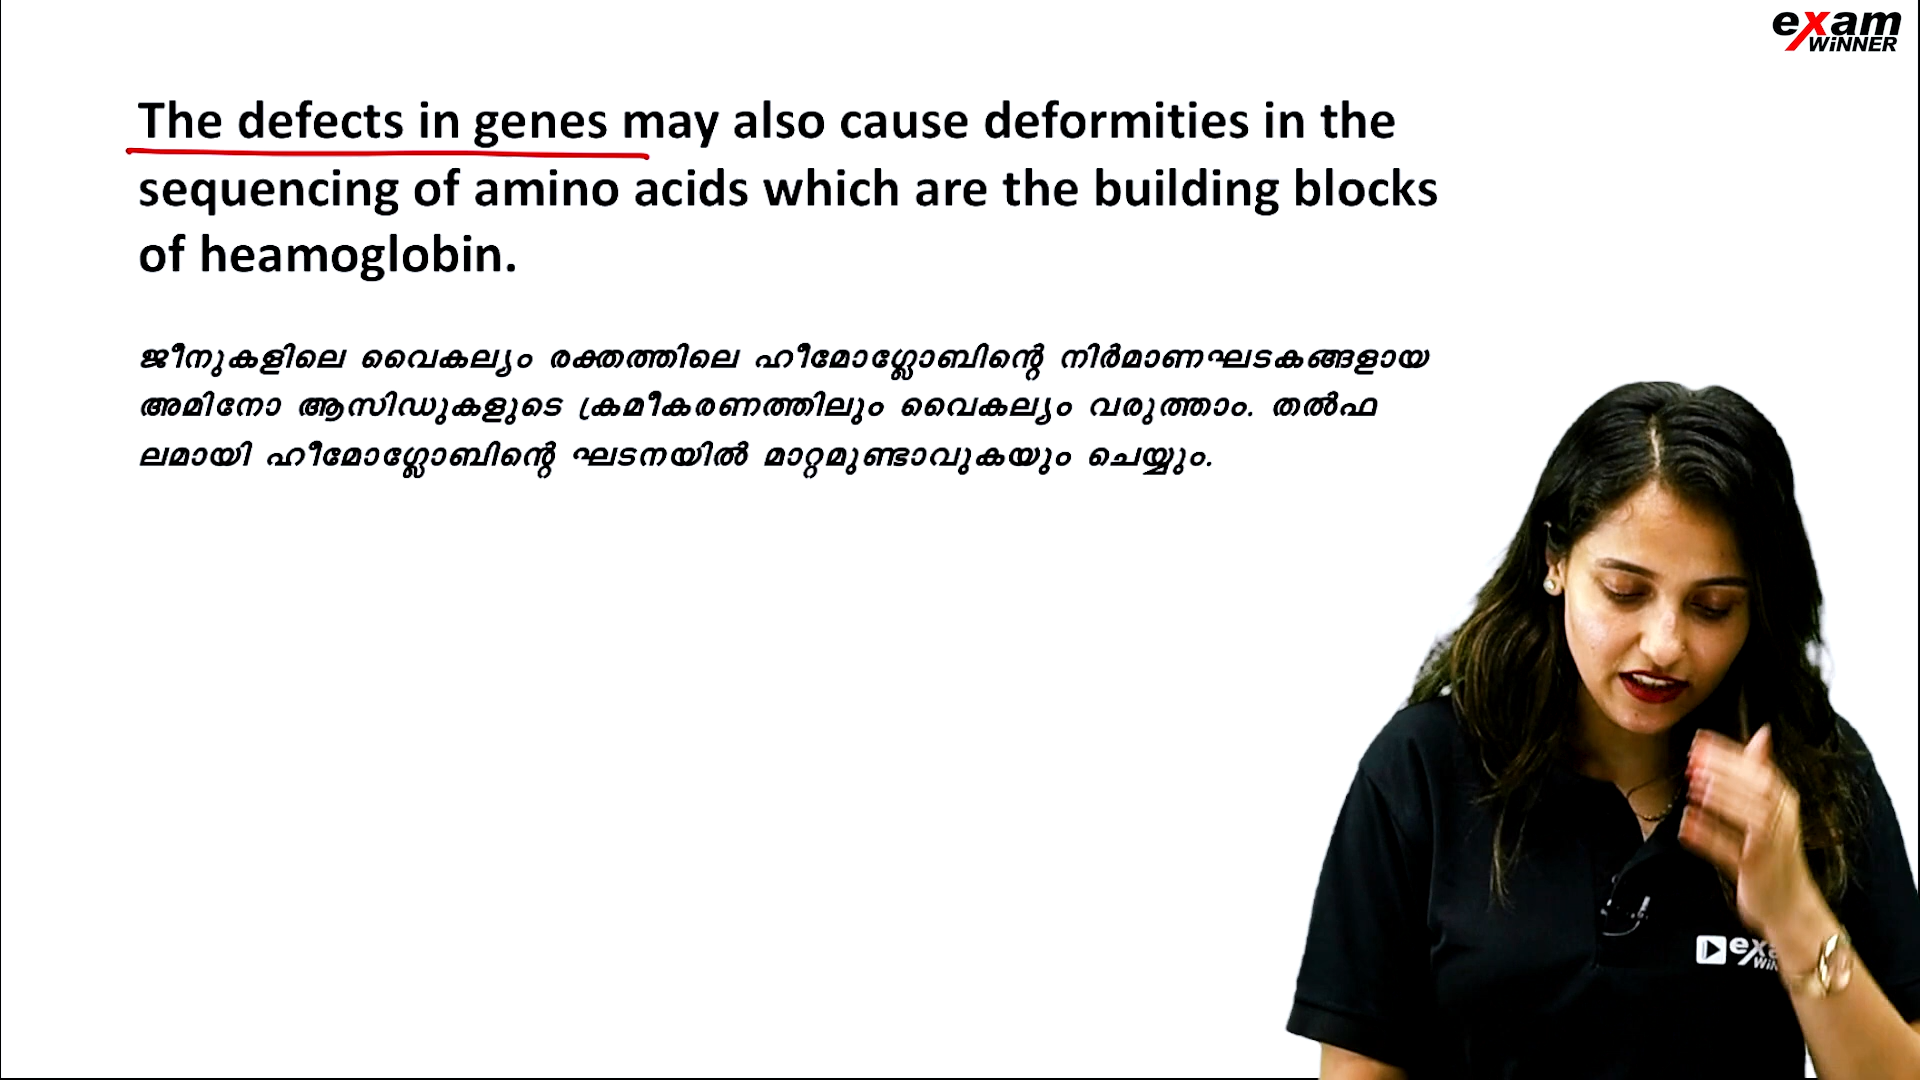 exam
WiNNER
The defects in genes may also cause deformities in the
sequencing of amino acids which are the building blocks
of heamoglobin.
ജീനുകളിലെ വൈകല്യം രക്തത്തിലെ ഹീമോഗ്ലോബിന്റെ നിർമാണഘടകങ്ങളായ
അമിനോ ആസിഡുകളുടെ ക്രമീകരണത്തിലും വൈകല്യം വരുത്താം. തൽഫ
ലമായി ഹീമോഗ്ലോബിന്റെ ഘടനയിൽ മാറ്റമുണ്ടാവുകയും ചെയ്യും.